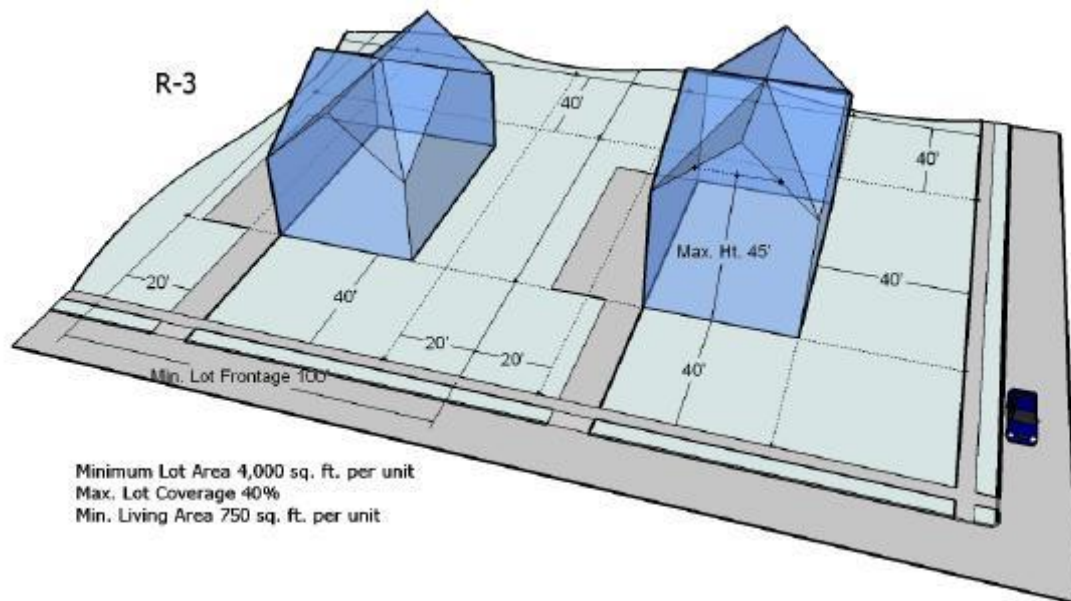 R-3
40'
40'
Max. Ht. 45'
20'
40'
40'
20'
20'
40'
Min. Lot Frontage 100'
Minimum Lot Area 4,000 sq. ft. per unit
Max. Lot Coverage 40%
Min. Living Area 750 sq. ft. per unit